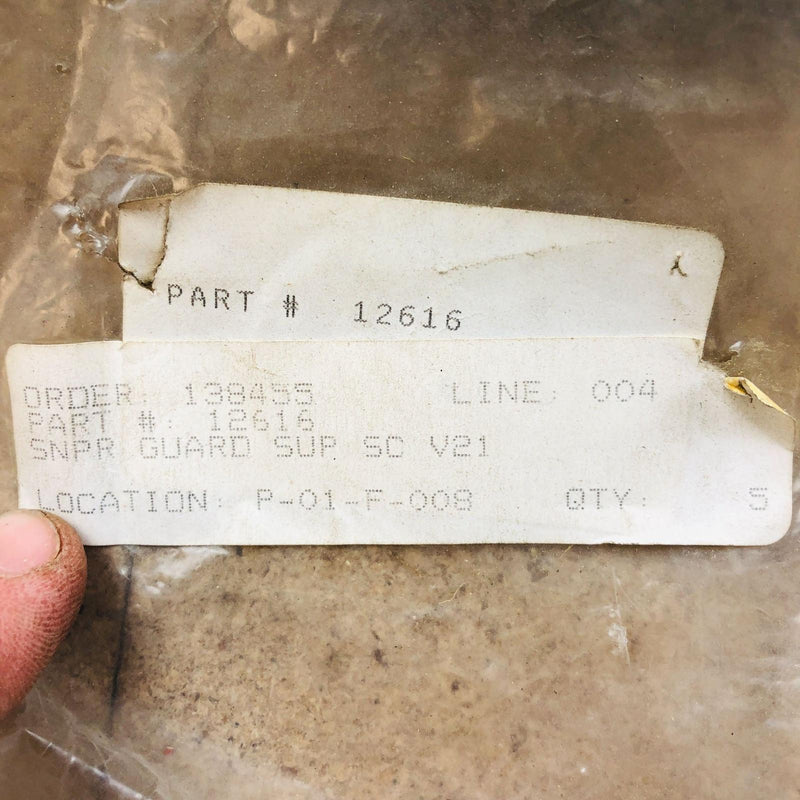 PART # 12616
ORDER: 138455 LINE: 004
PART #: 12616
SNPR GUARD SUP SC V21
LOCATION: P-01-F-008 QTY: 5